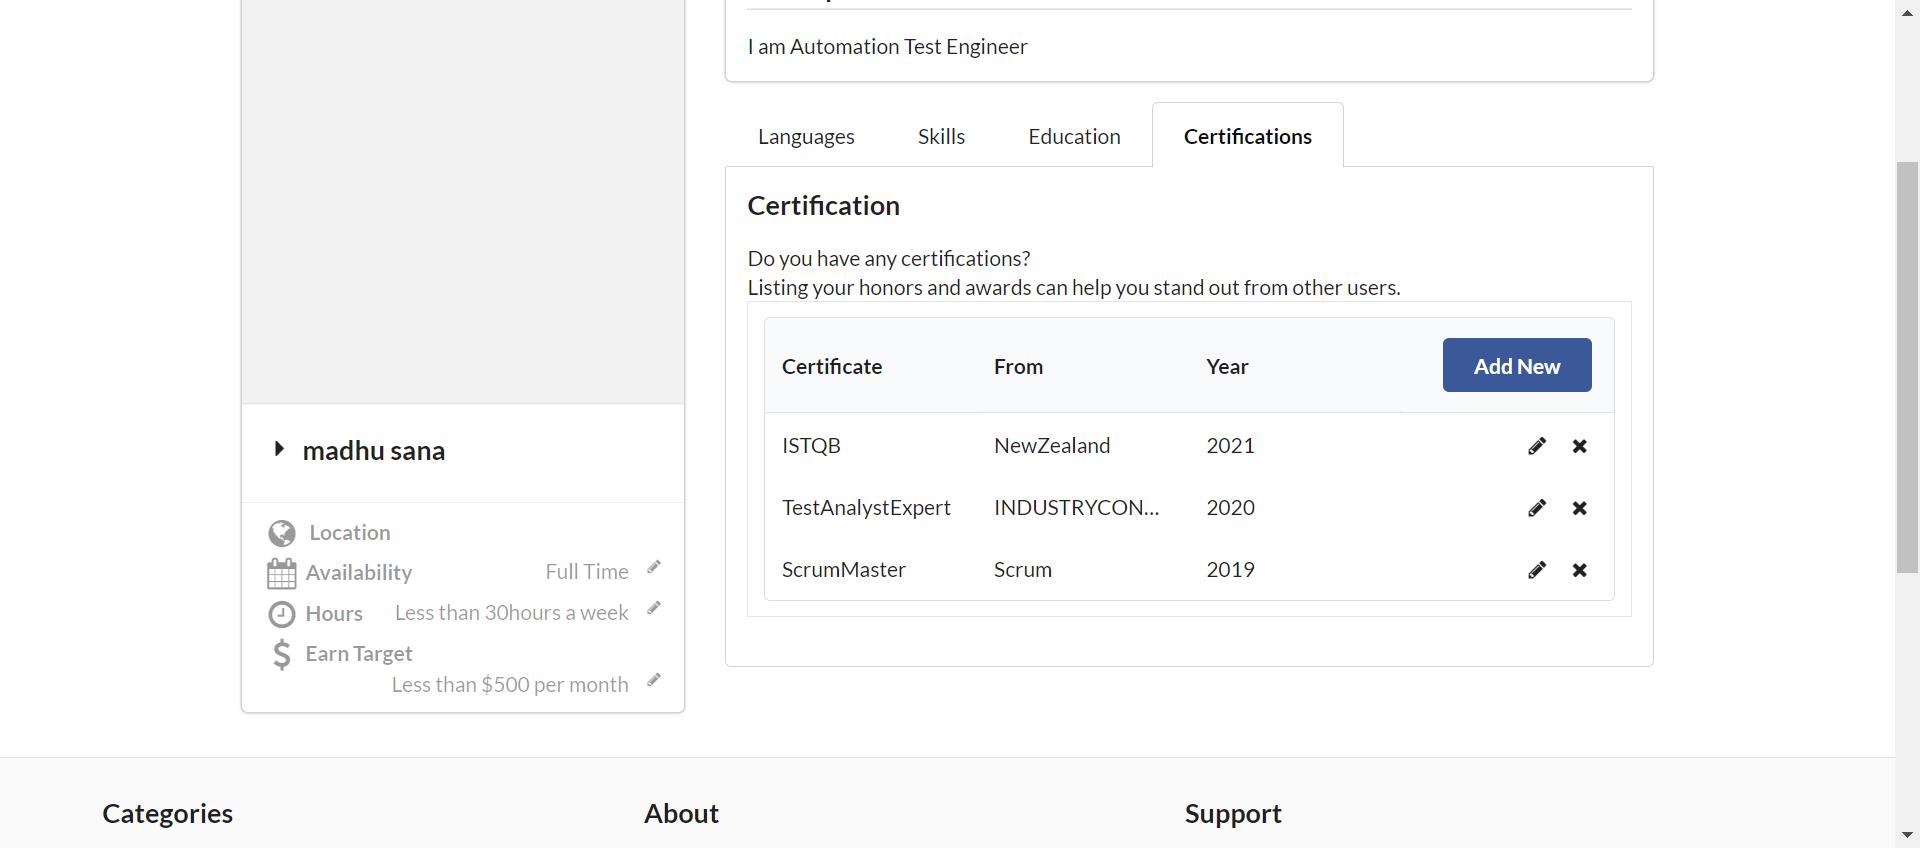 I am Automation Test Engineer
Languages Skills Education Certifications
Certification
Do you have any certifications?
Listing your honors and awards can help you stand out from other users.
Certificate From Year Add New
ISTQB NewZealand 2021
TestAnalystExpert INDUSTRYCON... 2020
ScrumMaster Scrum 2019
madhu sana
Location
Availability Full Time
Hours Less than 30hours a week
Earn Target
Less than $500 per month
Categories About Support